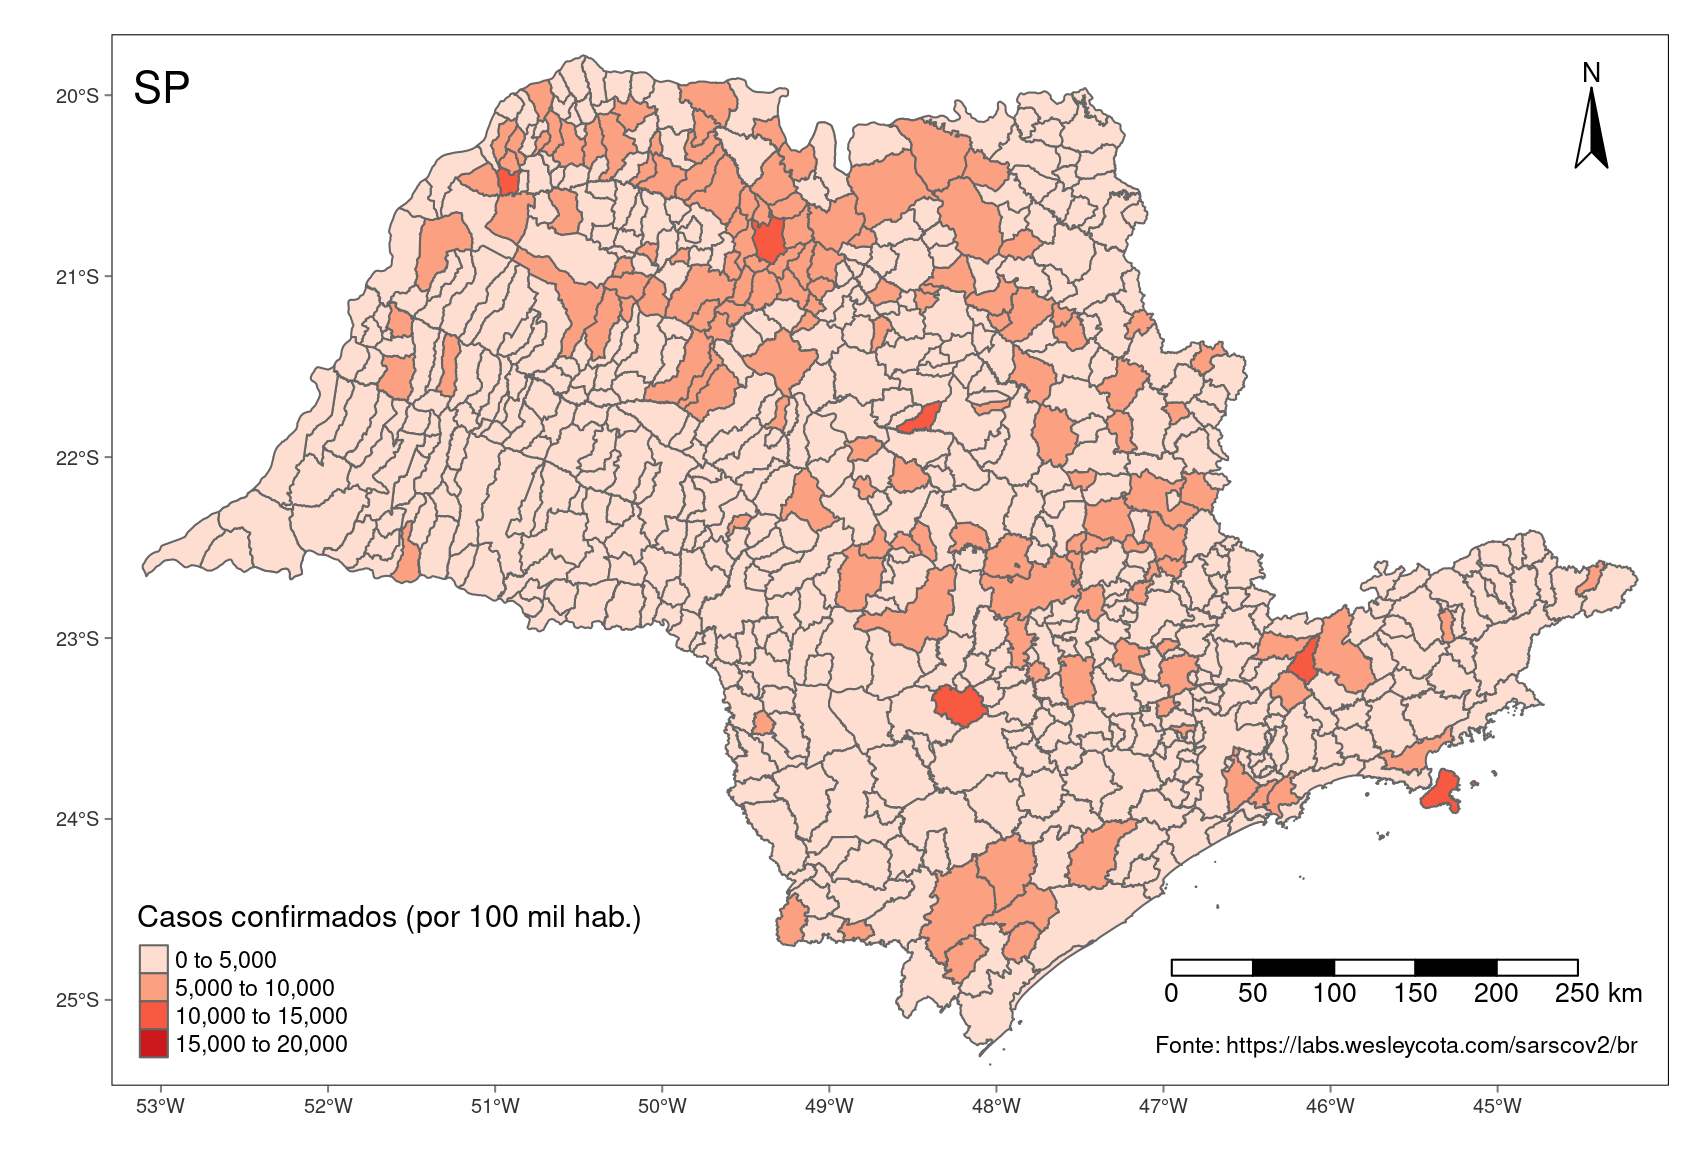 SP
N
20°S
21°S
22°S
23°S
24°S
25°S
Casos confirmados (por 100 mil hab.)
0 to 5,000
5,000 to 10,000
10,000 to 15,000
15,000 to 20,000
0 50 100 150 200 250 km
Fonte: https://labs.wesleycota.com/sarscov2/br
53°W 52°W 51°W 50°W 49°W 48°W 47°W 46°W 45°W